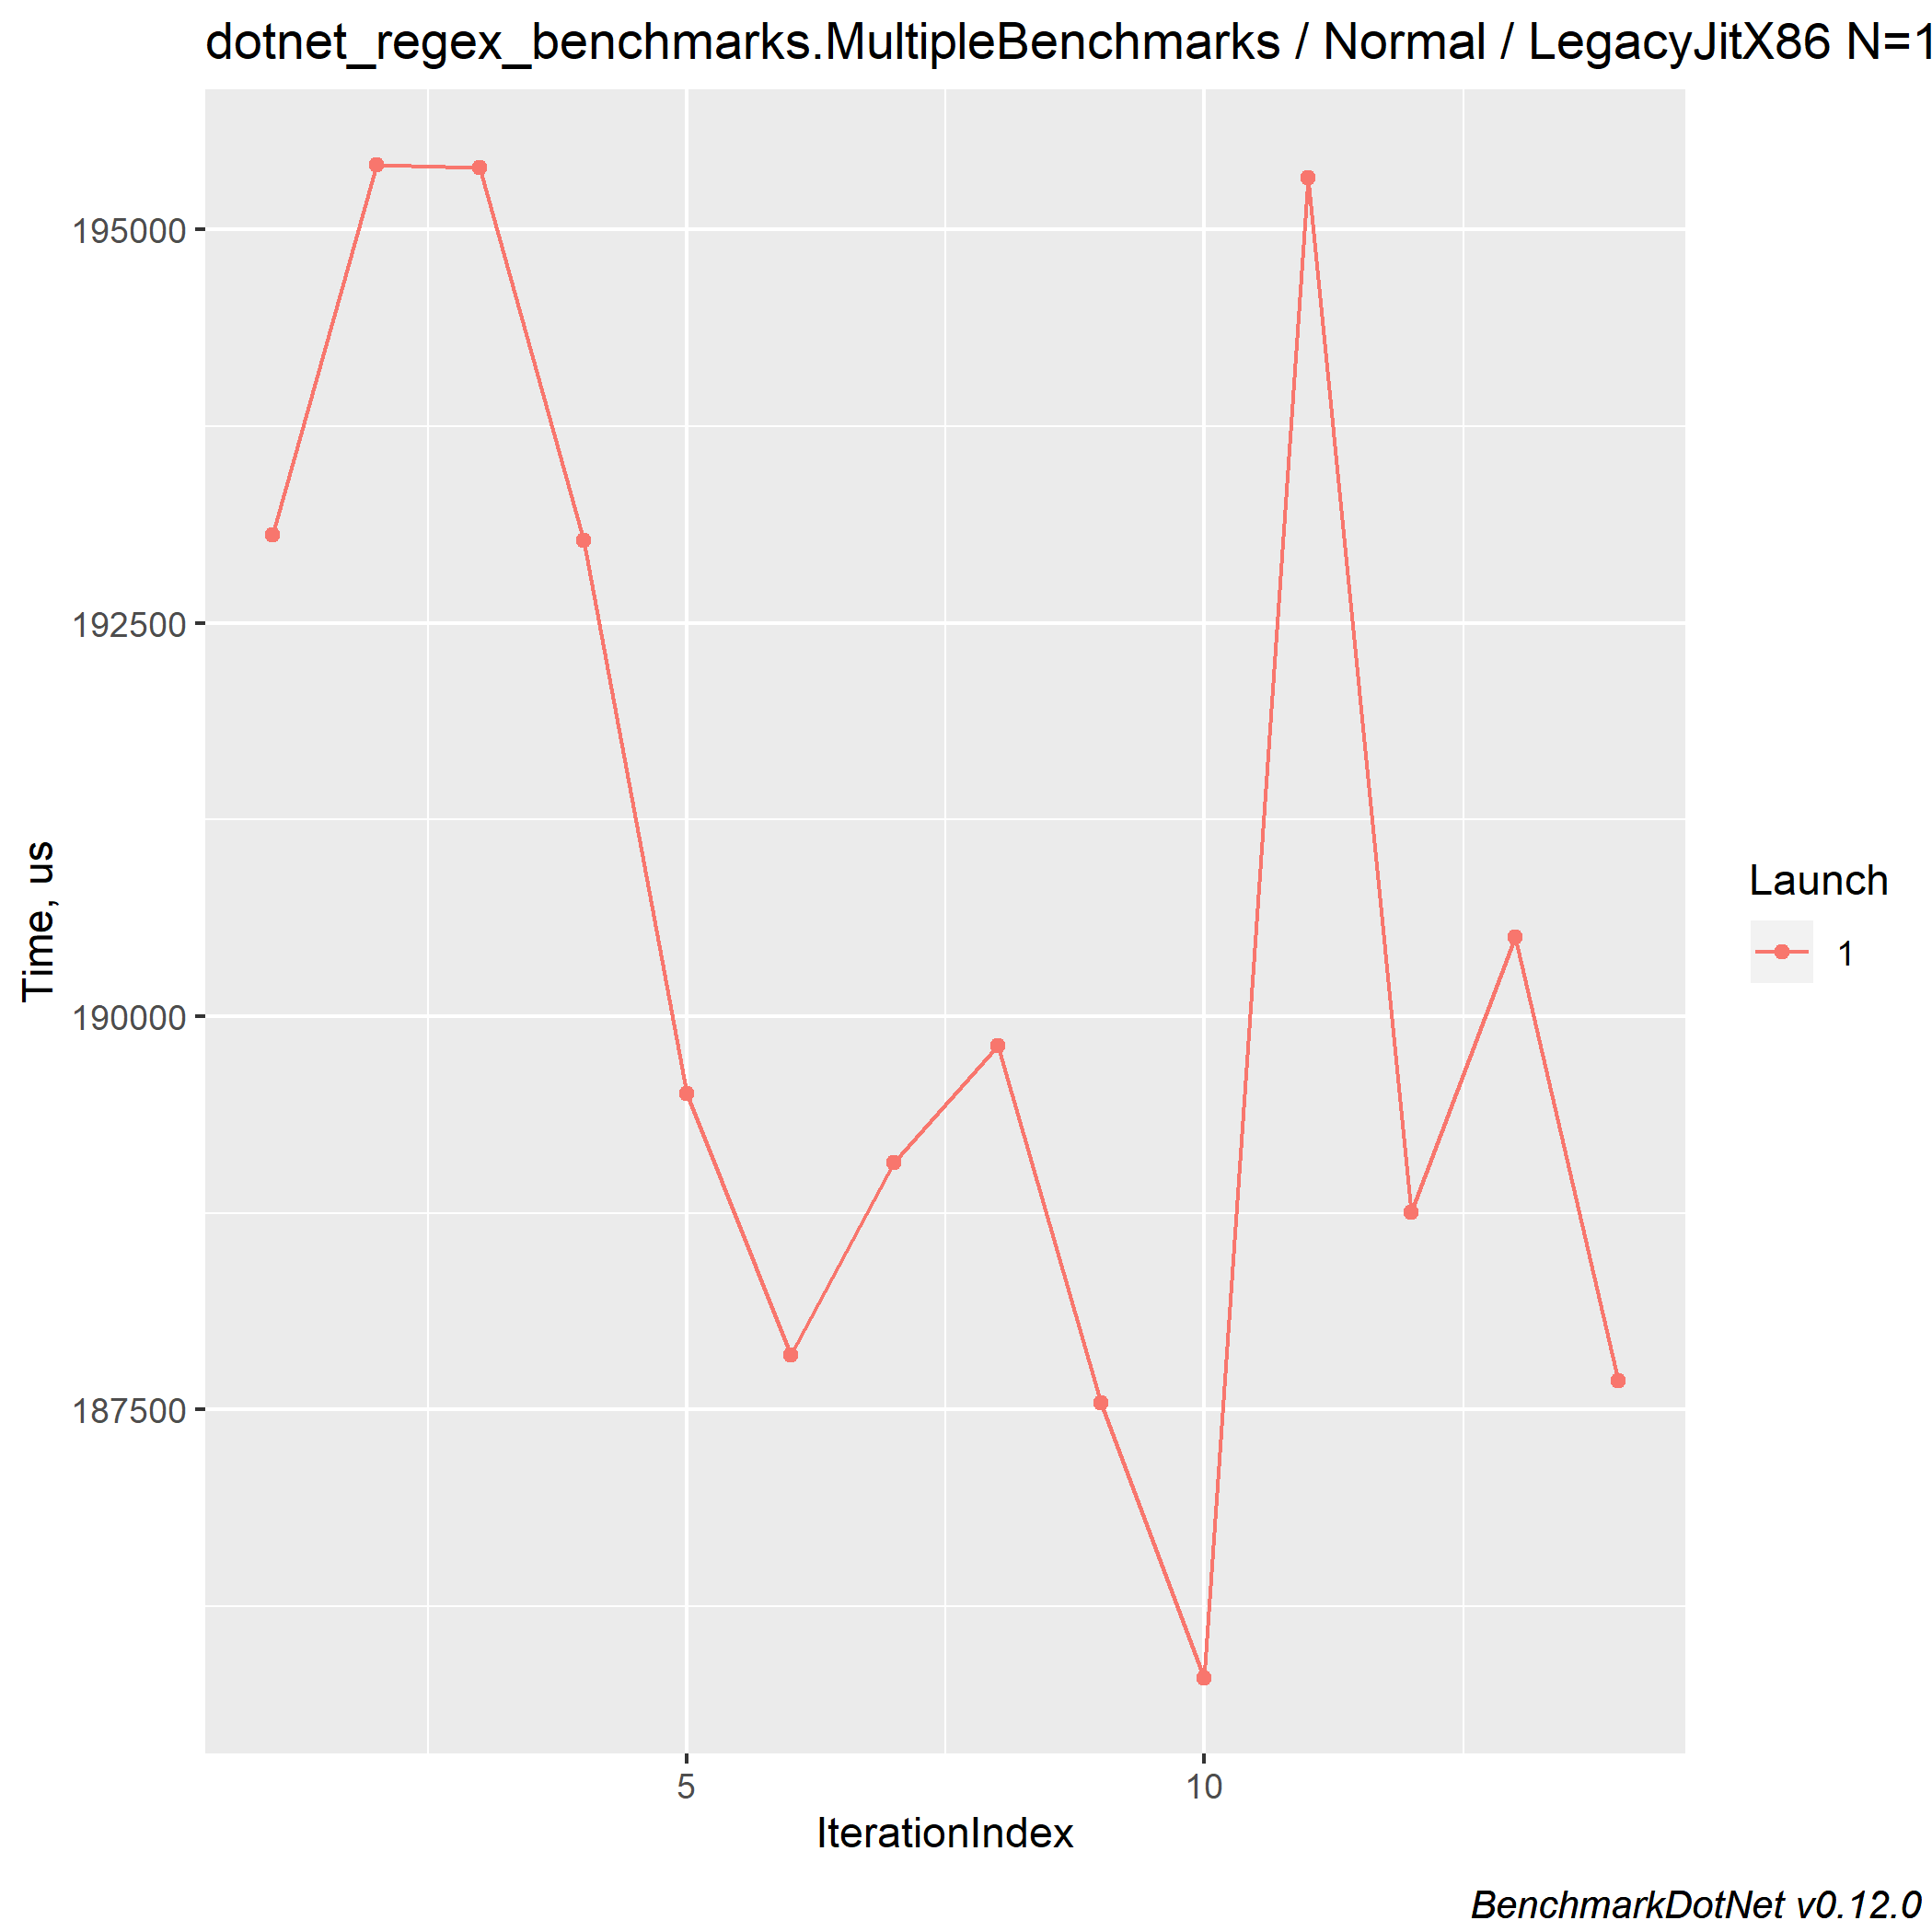 dotnet_regex_benchmarks.MultipleBenchmarks / Normal / LegacyJitX86 N=1
195000
192500
190000
187500
Time, us
5
10
IterationIndex
Launch
1
BenchmarkDotNet v0.12.0